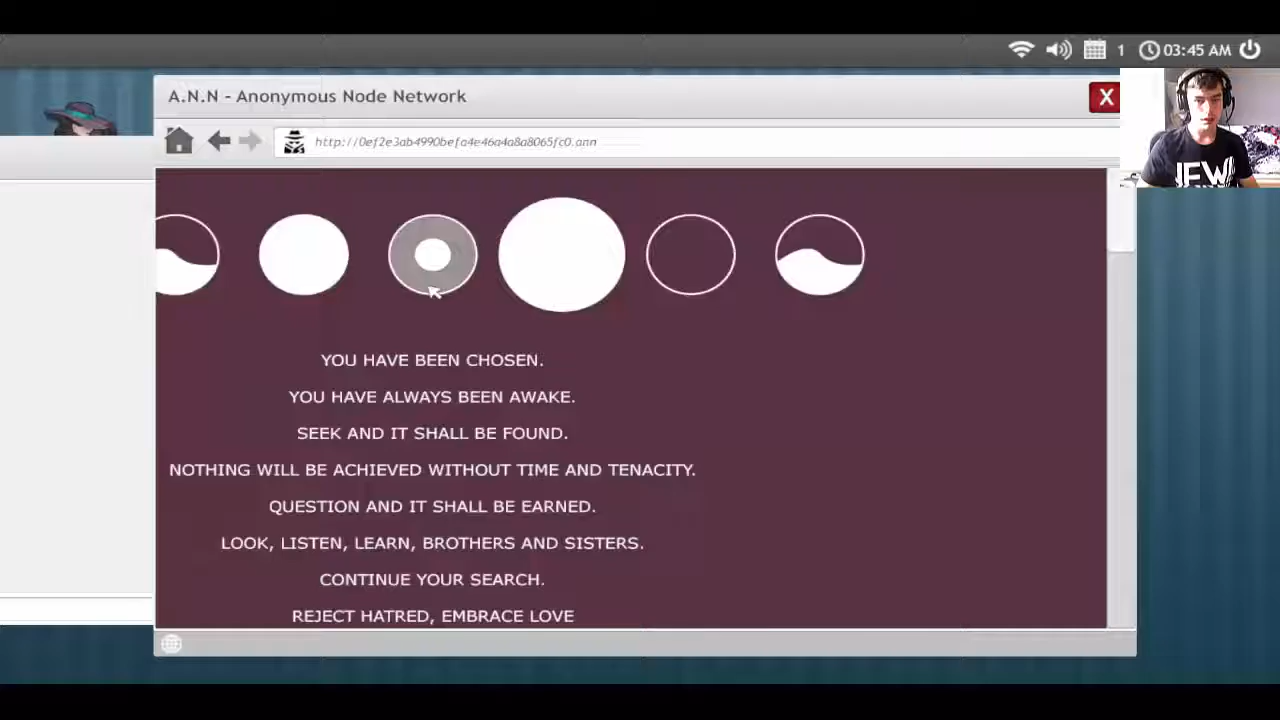 1 03:45 AM
A.N.N - Anonymous Node Network
X
http://0ef2e3ab4990befa4e46a4a8a8065fc0.ann
YOU HAVE BEEN CHOSEN.
YOU HAVE ALWAYS BEEN AWAKE.
SEEK AND IT SHALL BE FOUND.
NOTHING WILL BE ACHIEVED WITHOUT TIME AND TENACITY.
QUESTION AND IT SHALL BE EARNED.
LOOK, LISTEN, LEARN, BROTHERS AND SISTERS.
CONTINUE YOUR SEARCH.
REJECT HATRED, EMBRACE LOVE